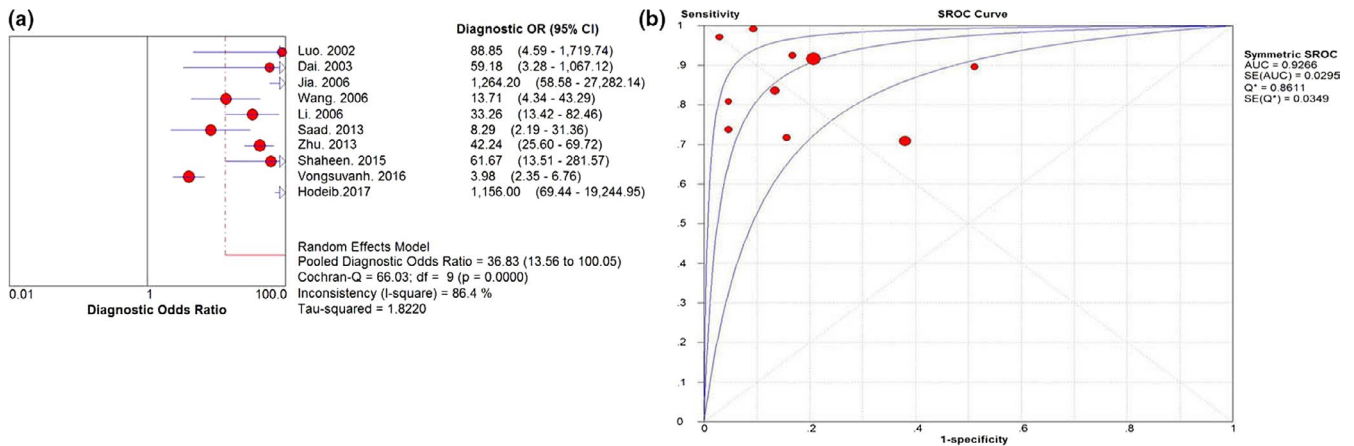 (a)
Diagnostic OR (95% CI)
Luo. 2002 88.85 (4.59 - 1,719.74)
Dai. 2003 59.18 (3.28 - 1,067.12)
Jia. 2006 1,264.20 (58.58 - 27,282.14)
Wang. 2006 13.71 (4.34 - 43.29)
Li. 2006 33.26 (13.42 - 82.46)
Saad. 2013 8.29 (2.19 - 31.36)
Zhu. 2013 42.24 (25.60 - 69.72)
Shaheen. 2015 61.67 (13.51 - 281.57)
Vongsuvanh. 2016 3.98 (2.35 - 6.76)
Hodeib.2017 1,156.00 (69.44 - 19,244.95)
Random Effects Model
Pooled Diagnostic Odds Ratio = 36.83 (13.56 to 100.05)
Cochran-Q = 66.03; df = 9 (p = 0.0000)
Inconsistency (I-square) = 86.4 %
Tau-squared = 1.8220
0.01 1 100.0
Diagnostic Odds Ratio
(b)
Sensitivity SROC Curve
1
.9
.8
.7
.6
.5
.4
.3
.2
.1
0
0 .2 .4 .6 .8 1
1-specificity
Symmetric SROC
AUC = 0.9266
SE(AUC) = 0.0295
Q* = 0.8611
SE(Q*) = 0.0349